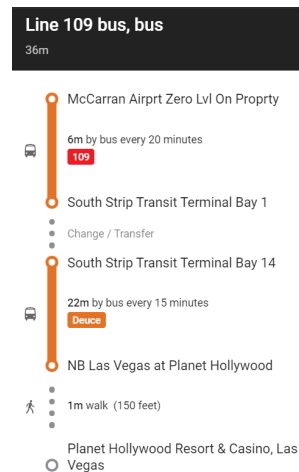 Line 109 bus, bus
36m
McCarran Airprt Zero Lvl On Proprty
6m by bus every 20 minutes
109
South Strip Transit Terminal Bay 1
Change / Transfer
South Strip Transit Terminal Bay 14
22m by bus every 15 minutes
Deuce
NB Las Vegas at Planet Hollywood
1m walk (150 feet)
Planet Hollywood Resort & Casino, Las
Vegas